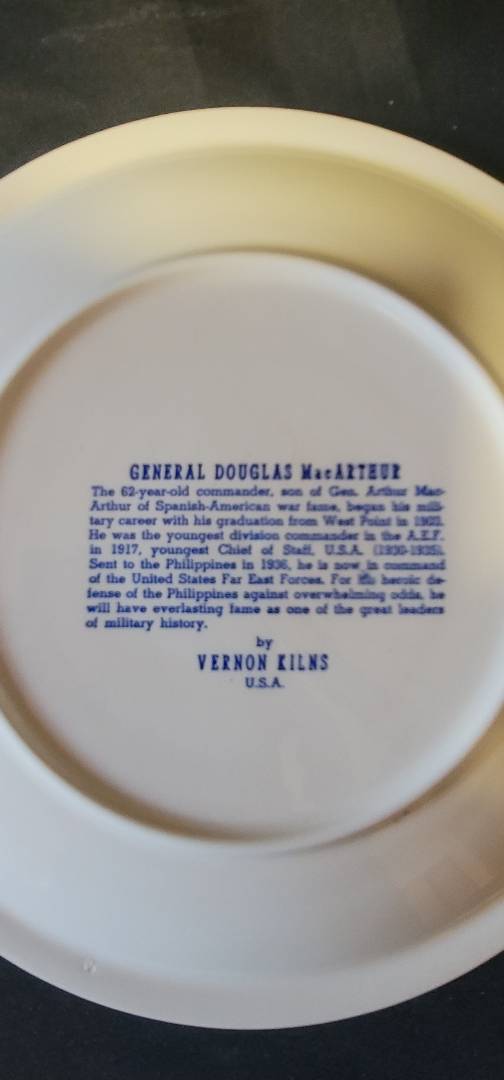 GENERAL DOUGLAS MacARTHUR
The 62-year-old commander, son of Gen. Arthur Mac-
Arthur of Spanish-American war fame, began his mili-
tary career with his graduation from West Point in 1903.
He was the youngest division commander in the A.E.F.
in 1917, youngest Chief of Staff, U.S.A. (1930-1935).
Sent to the Philippines in 1936, he is now in command
of the United States Far East Forces. For his heroic de-
fense of the Philippines against overwhelming odds, he
will have everlasting fame as one of the great leaders
of military history.
by
VERNON KILNS
U.S.A.